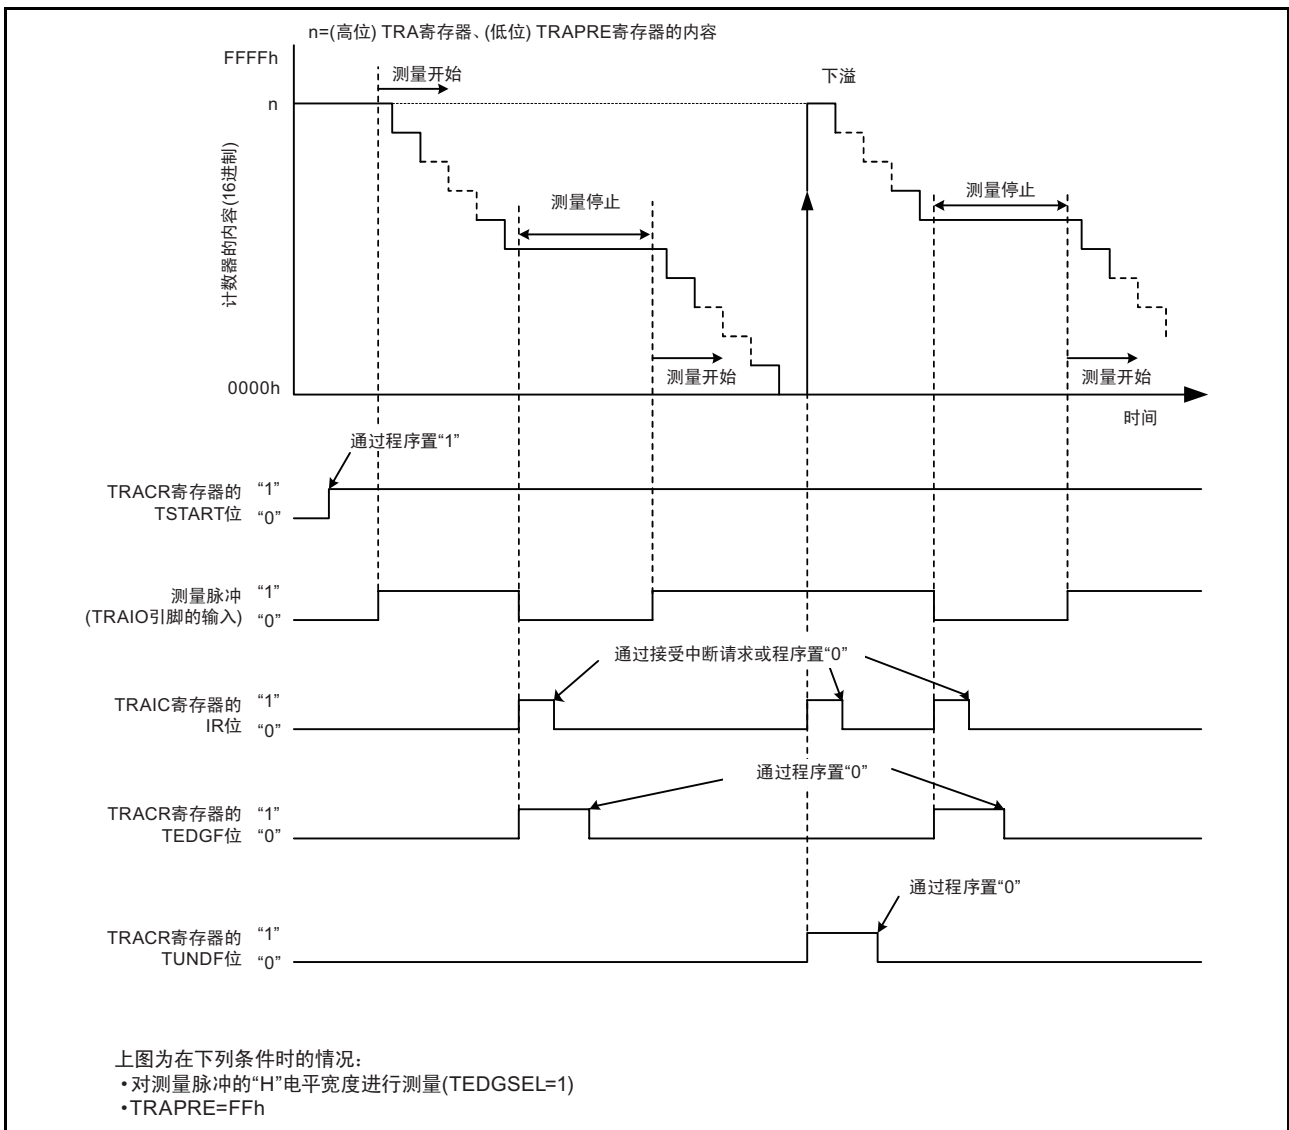 n=(高位) TRA寄存器、(低位) TRAPRE寄存器的内容
FFFFh
测量开始
下溢
n
计数器的内容(16进制)
测量停止
测量停止
测量开始
测量开始
0000h
时间
通过程序置“1”
TRACR寄存器的 “1”
TSTART位 “0”
测量脉冲 “1”
(TRAIO引脚的输入) “0”
通过接受中断请求或程序置“0”
TRAIC寄存器的 “1”
IR位 “0”
通过程序置“0”
TRACR寄存器的 “1”
TEDGF位 “0”
通过程序置“0”
TRACR寄存器的 “1”
TUNDF位 “0”
上图为在下列条件时的情况：
•对测量脉冲的“H”电平宽度进行测量(TEDGSEL=1)
•TRAPRE=FFh